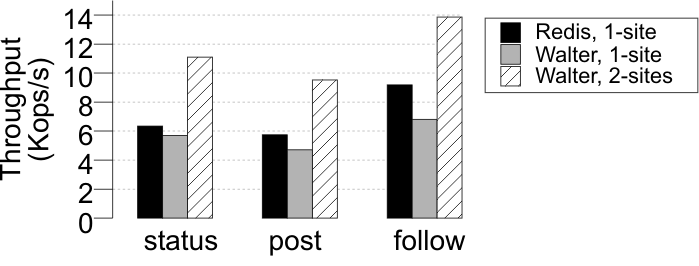 Throughput
(Kops/s)
14
12
10
8
6
4
2
0
status post follow
Redis, 1-site
Walter, 1-site
Walter, 2-sites